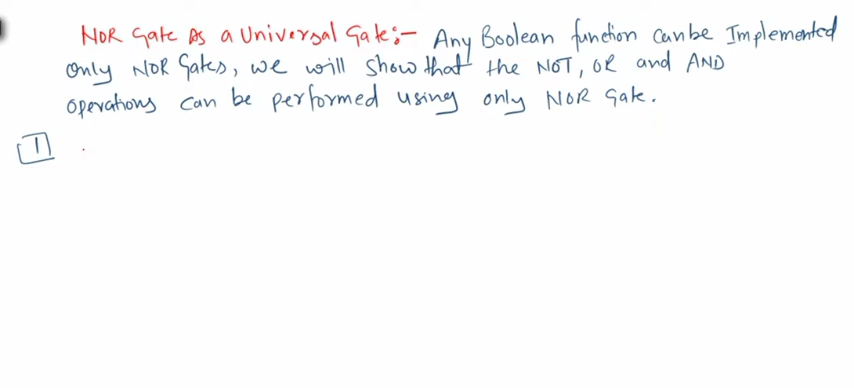 NOR Gate As a Universal Gate:- Any Boolean function can be Implemented
only NOR Gates, we will show that the NOT, OR and AND
operations can be performed using only NOR Gate.
1